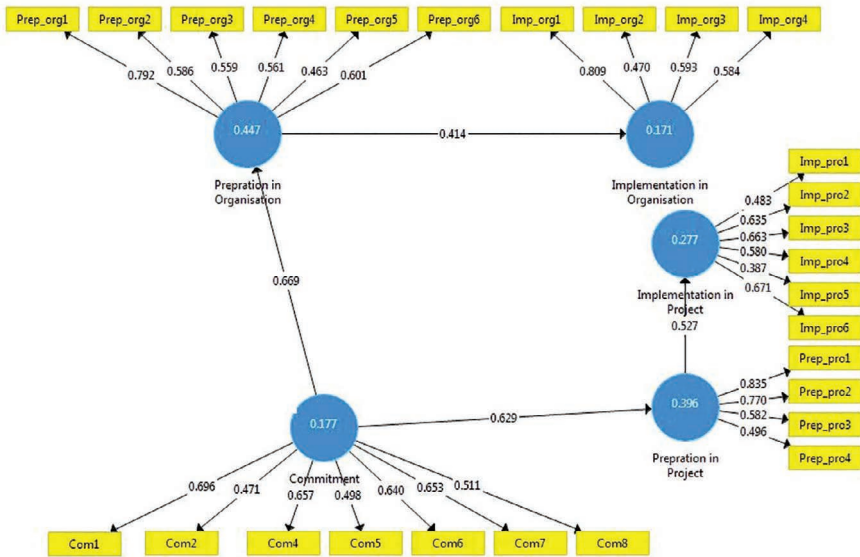 Prep_org1 Prep_org2 Prep_org3 Prep_org4 Prep_org5 Prep_org6 Imp_org1 Imp_org2 Imp_org3 Imp_org4
0.792 0.586 0.559 0.561 0.463 0.601 0.809 0.470 0.593 0.584
0.447
0.414
0.171
Prepration in
Organisation
Implementation in
Organisation
Imp_pro1
0.483
Imp_pro2
0.635
Imp_pro3
0.663
0.277
0.580
Imp_pro4
0.387
Imp_pro5
0.671
Imp_pro6
Implementation in
Project
0.669
0.527
Prep_pro1
0.835
Prep_pro2
0.770
0.396
0.582
Prep_pro3
0.496
Prep_pro4
Prepration in
Project
0.177
0.629
Commitment
0.696 0.471 0.657 0.498 0.640 0.653 0.511
Com1 Com2 Com4 Com5 Com6 Com7 Com8